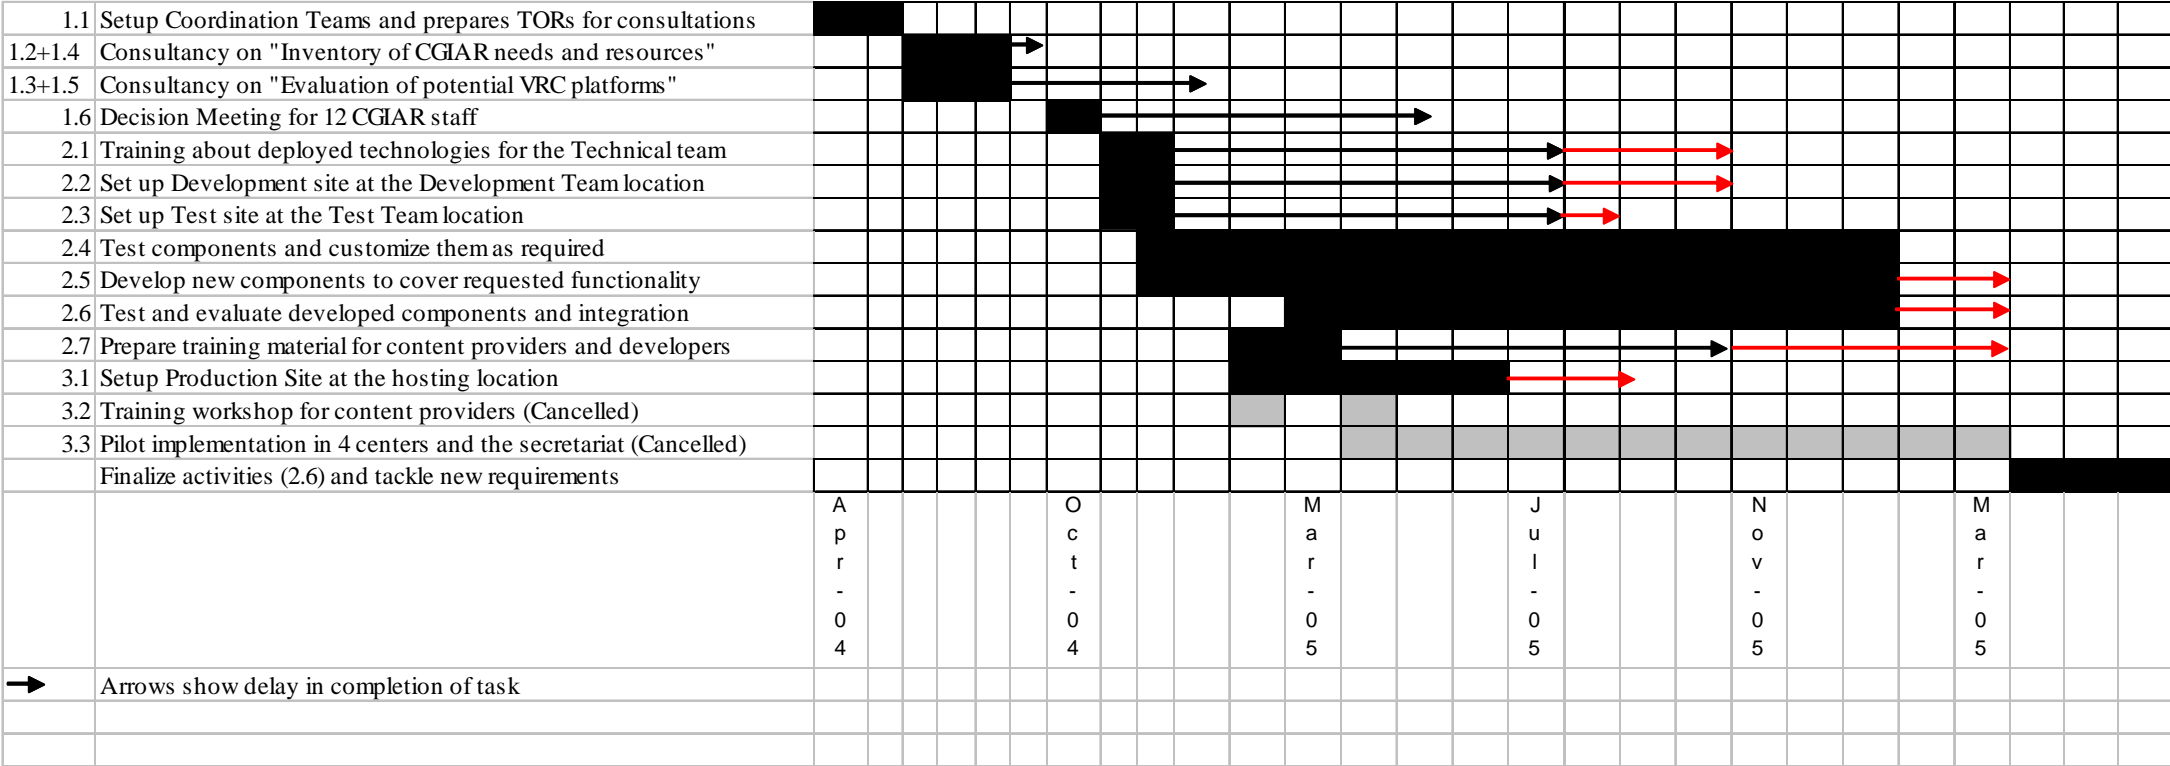 1.1 Setup Coordination Teams and prepares TORs for consultations
1.2+1.4 Consultancy on "Inventory of CGIAR needs and resources"
1.3+1.5 Consultancy on "Evaluation of potential VRC platforms"
1.6 Decision Meeting for 12 CGIAR staff
2.1 Training about deployed technologies for the Technical team
2.2 Set up Development site at the Development Team location
2.3 Set up Test site at the Test Team location
2.4 Test components and customize them as required
2.5 Develop new components to cover requested functionality
2.6 Test and evaluate developed components and integration
2.7 Prepare training material for content providers and developers
3.1 Setup Production Site at the hosting location
3.2 Training workshop for content providers (Cancelled)
3.3 Pilot implementation in 4 centers and the secretariat (Cancelled)
Finalize activities (2.6) and tackle new requirements
Apr-04 Oct-04 Mar-05 Jul-05 Nov-05 Mar-05
Arrows show delay in completion of task